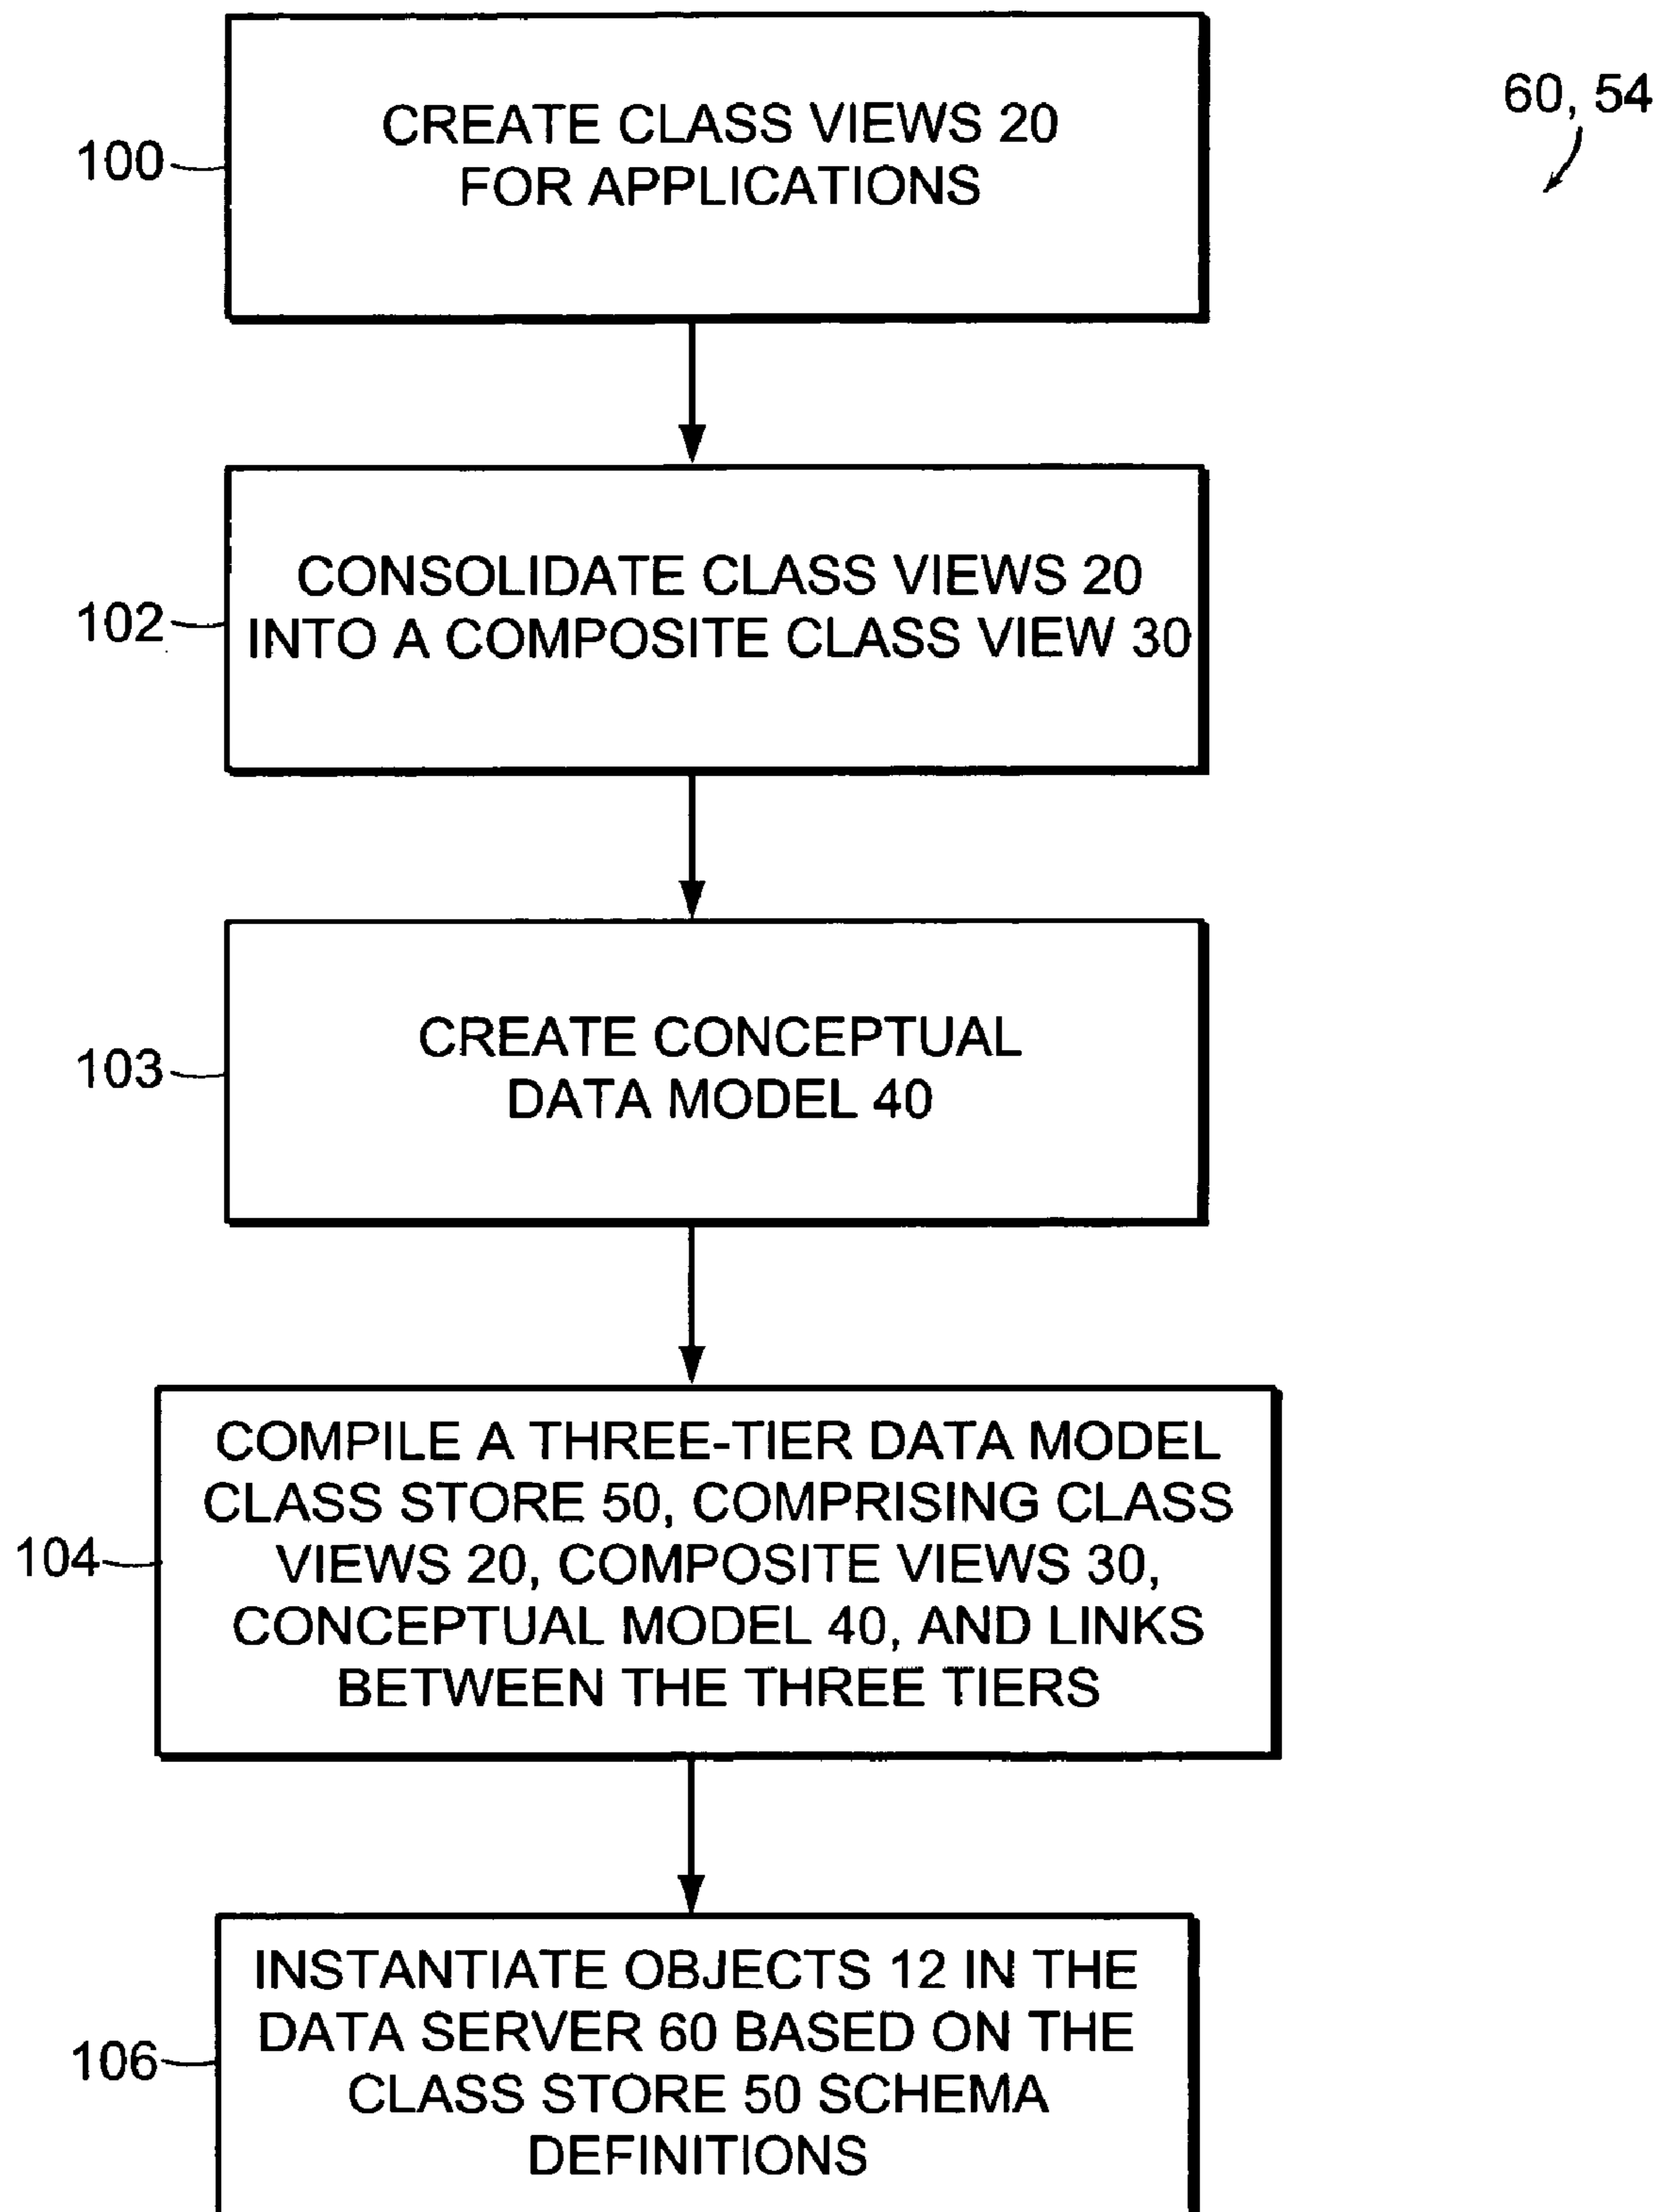 60, 54
100
CREATE CLASS VIEWS 20
FOR APPLICATIONS
102
CONSOLIDATE CLASS VIEWS 20
INTO A COMPOSITE CLASS VIEW 30
103
CREATE CONCEPTUAL
DATA MODEL 40
104
COMPILE A THREE-TIER DATA MODEL
CLASS STORE 50, COMPRISING CLASS
VIEWS 20, COMPOSITE VIEWS 30,
CONCEPTUAL MODEL 40, AND LINKS
BETWEEN THE THREE TIERS
106
INSTANTIATE OBJECTS 12 IN THE
DATA SERVER 60 BASED ON THE
CLASS STORE 50 SCHEMA
DEFINITIONS